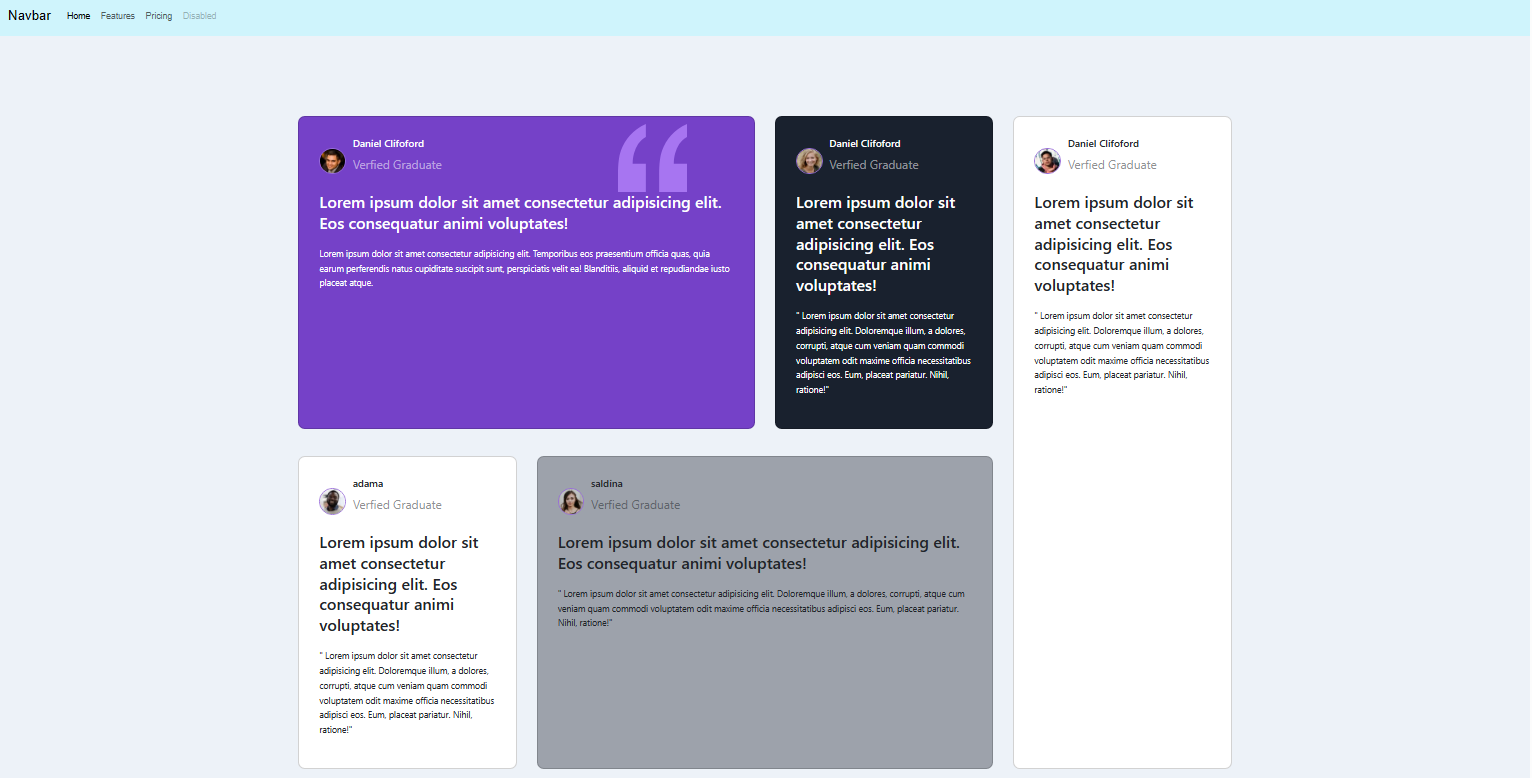 Navbar Home Features Pricing Disabled
Daniel Clifoford
Verfied Graduate
Lorem ipsum dolor sit amet consectetur adipisicing elit.
Eos consequatur animi voluptates!
Lorem ipsum dolor sit amet consectetur adipisicing elit. Temporibus eos praesentium officia quas, quia
earum perferendis natus cupiditate suscipit sunt, perspiciatis velit ea! Blanditiis, aliquid et repudiandae iusto
placeat atque.
Daniel Clifoford
Verfied Graduate
Lorem ipsum dolor sit
amet consectetur
adipisicing elit. Eos
consequatur animi
voluptates!
" Lorem ipsum dolor sit amet consectetur
adipisicing elit. Doloremque illum, a dolores,
corrupti, atque cum veniam quam commodi
voluptatem odit maxime officia necessitatibus
adipisci eos. Eum, placeat pariatur. Nihil,
ratione!"
Daniel Clifoford
Verfied Graduate
Lorem ipsum dolor sit
amet consectetur
adipisicing elit. Eos
consequatur animi
voluptates!
" Lorem ipsum dolor sit amet consectetur
adipisicing elit. Doloremque illum, a dolores,
corrupti, atque cum veniam quam commodi
voluptatem odit maxime officia necessitatibus
adipisci eos. Eum, placeat pariatur. Nihil,
ratione!"
adama
Verfied Graduate
Lorem ipsum dolor sit
amet consectetur
adipisicing elit. Eos
consequatur animi
voluptates!
" Lorem ipsum dolor sit amet consectetur
adipisicing elit. Doloremque illum, a dolores,
corrupti, atque cum veniam quam commodi
voluptatem odit maxime officia necessitatibus
adipisci eos. Eum, placeat pariatur. Nihil,
ratione!"
saldina
Verfied Graduate
Lorem ipsum dolor sit amet consectetur adipisicing elit.
Eos consequatur animi voluptates!
" Lorem ipsum dolor sit amet consectetur adipisicing elit. Doloremque illum, a dolores, corrupti, atque cum
veniam quam commodi voluptatem odit maxime officia necessitatibus adipisci eos. Eum, placeat pariatur.
Nihil, ratione!"